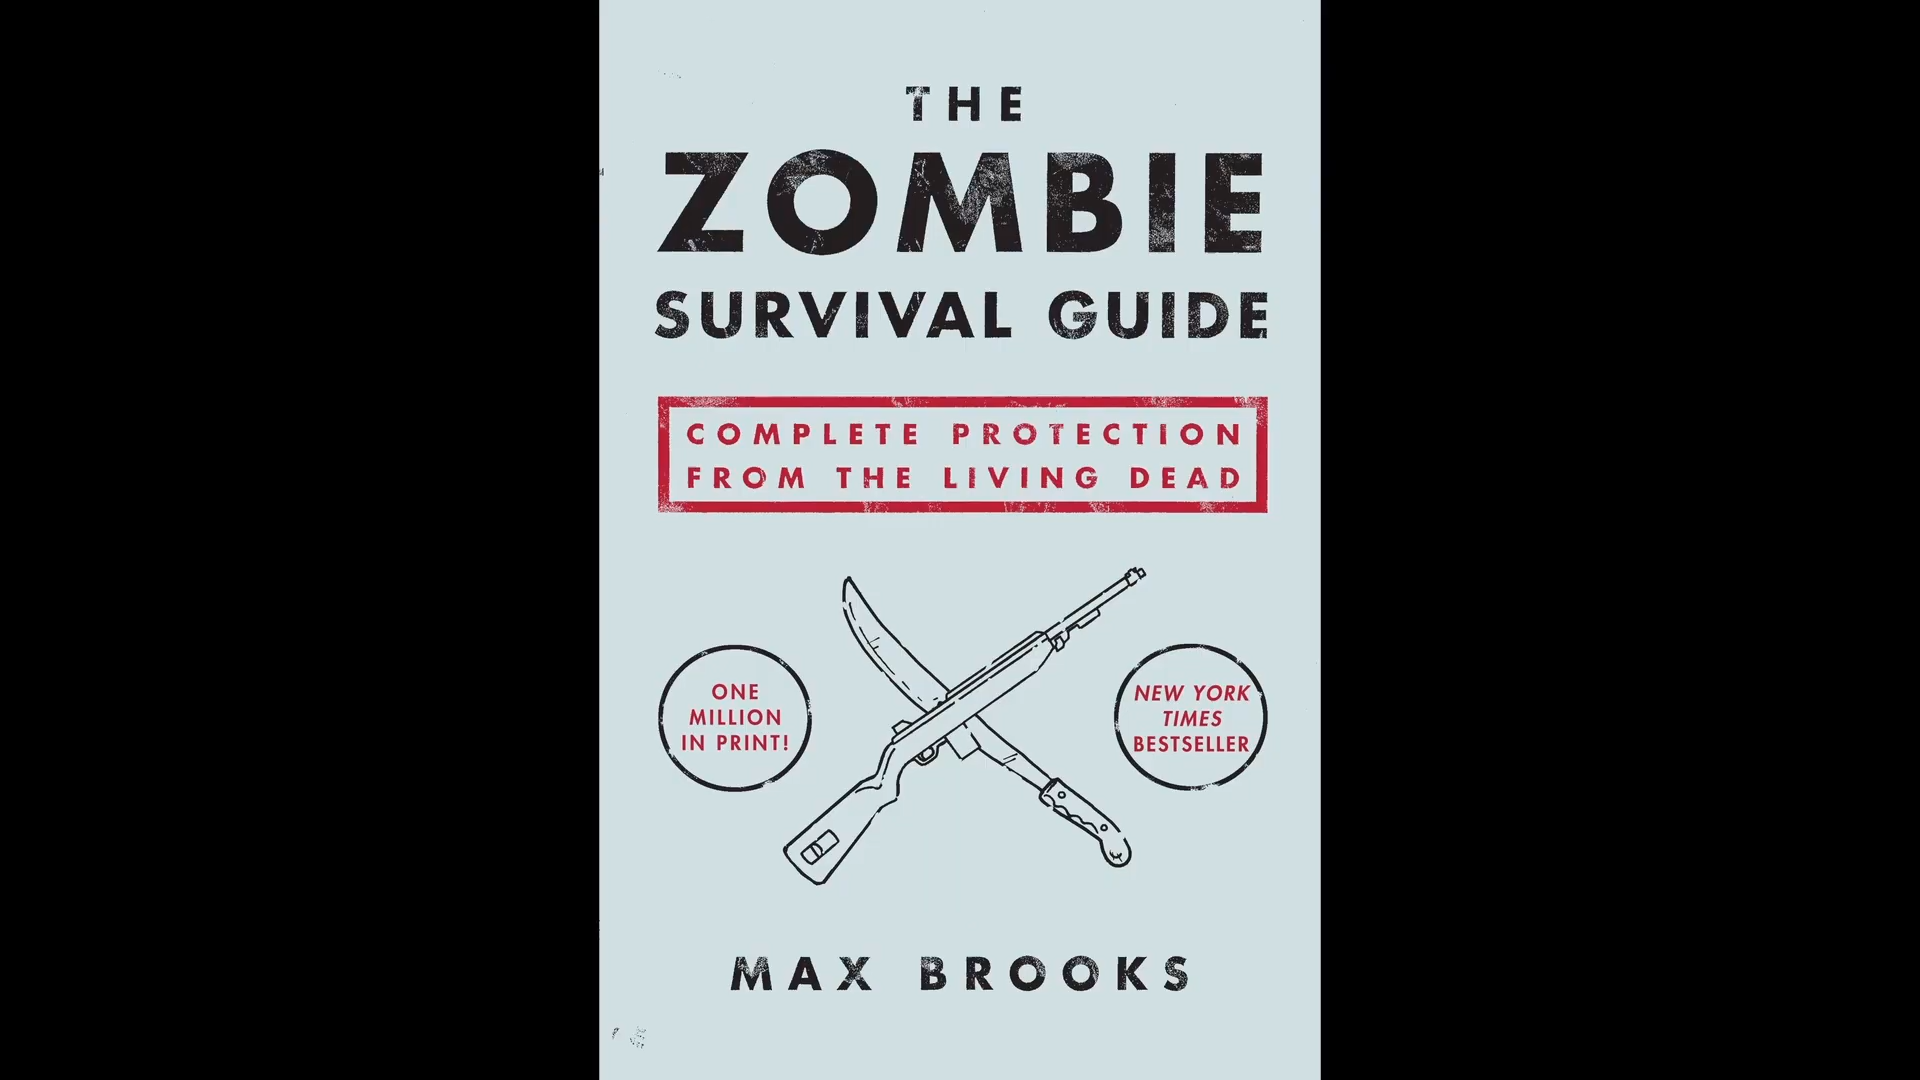 THE
ZOMBIE
SURVIVAL GUIDE
COMPLETE PROTECTION
FROM THE LIVING DEAD
ONE
MILLION
IN PRINT!
NEW YORK
TIMES
BESTSELLER
MAX BROOKS